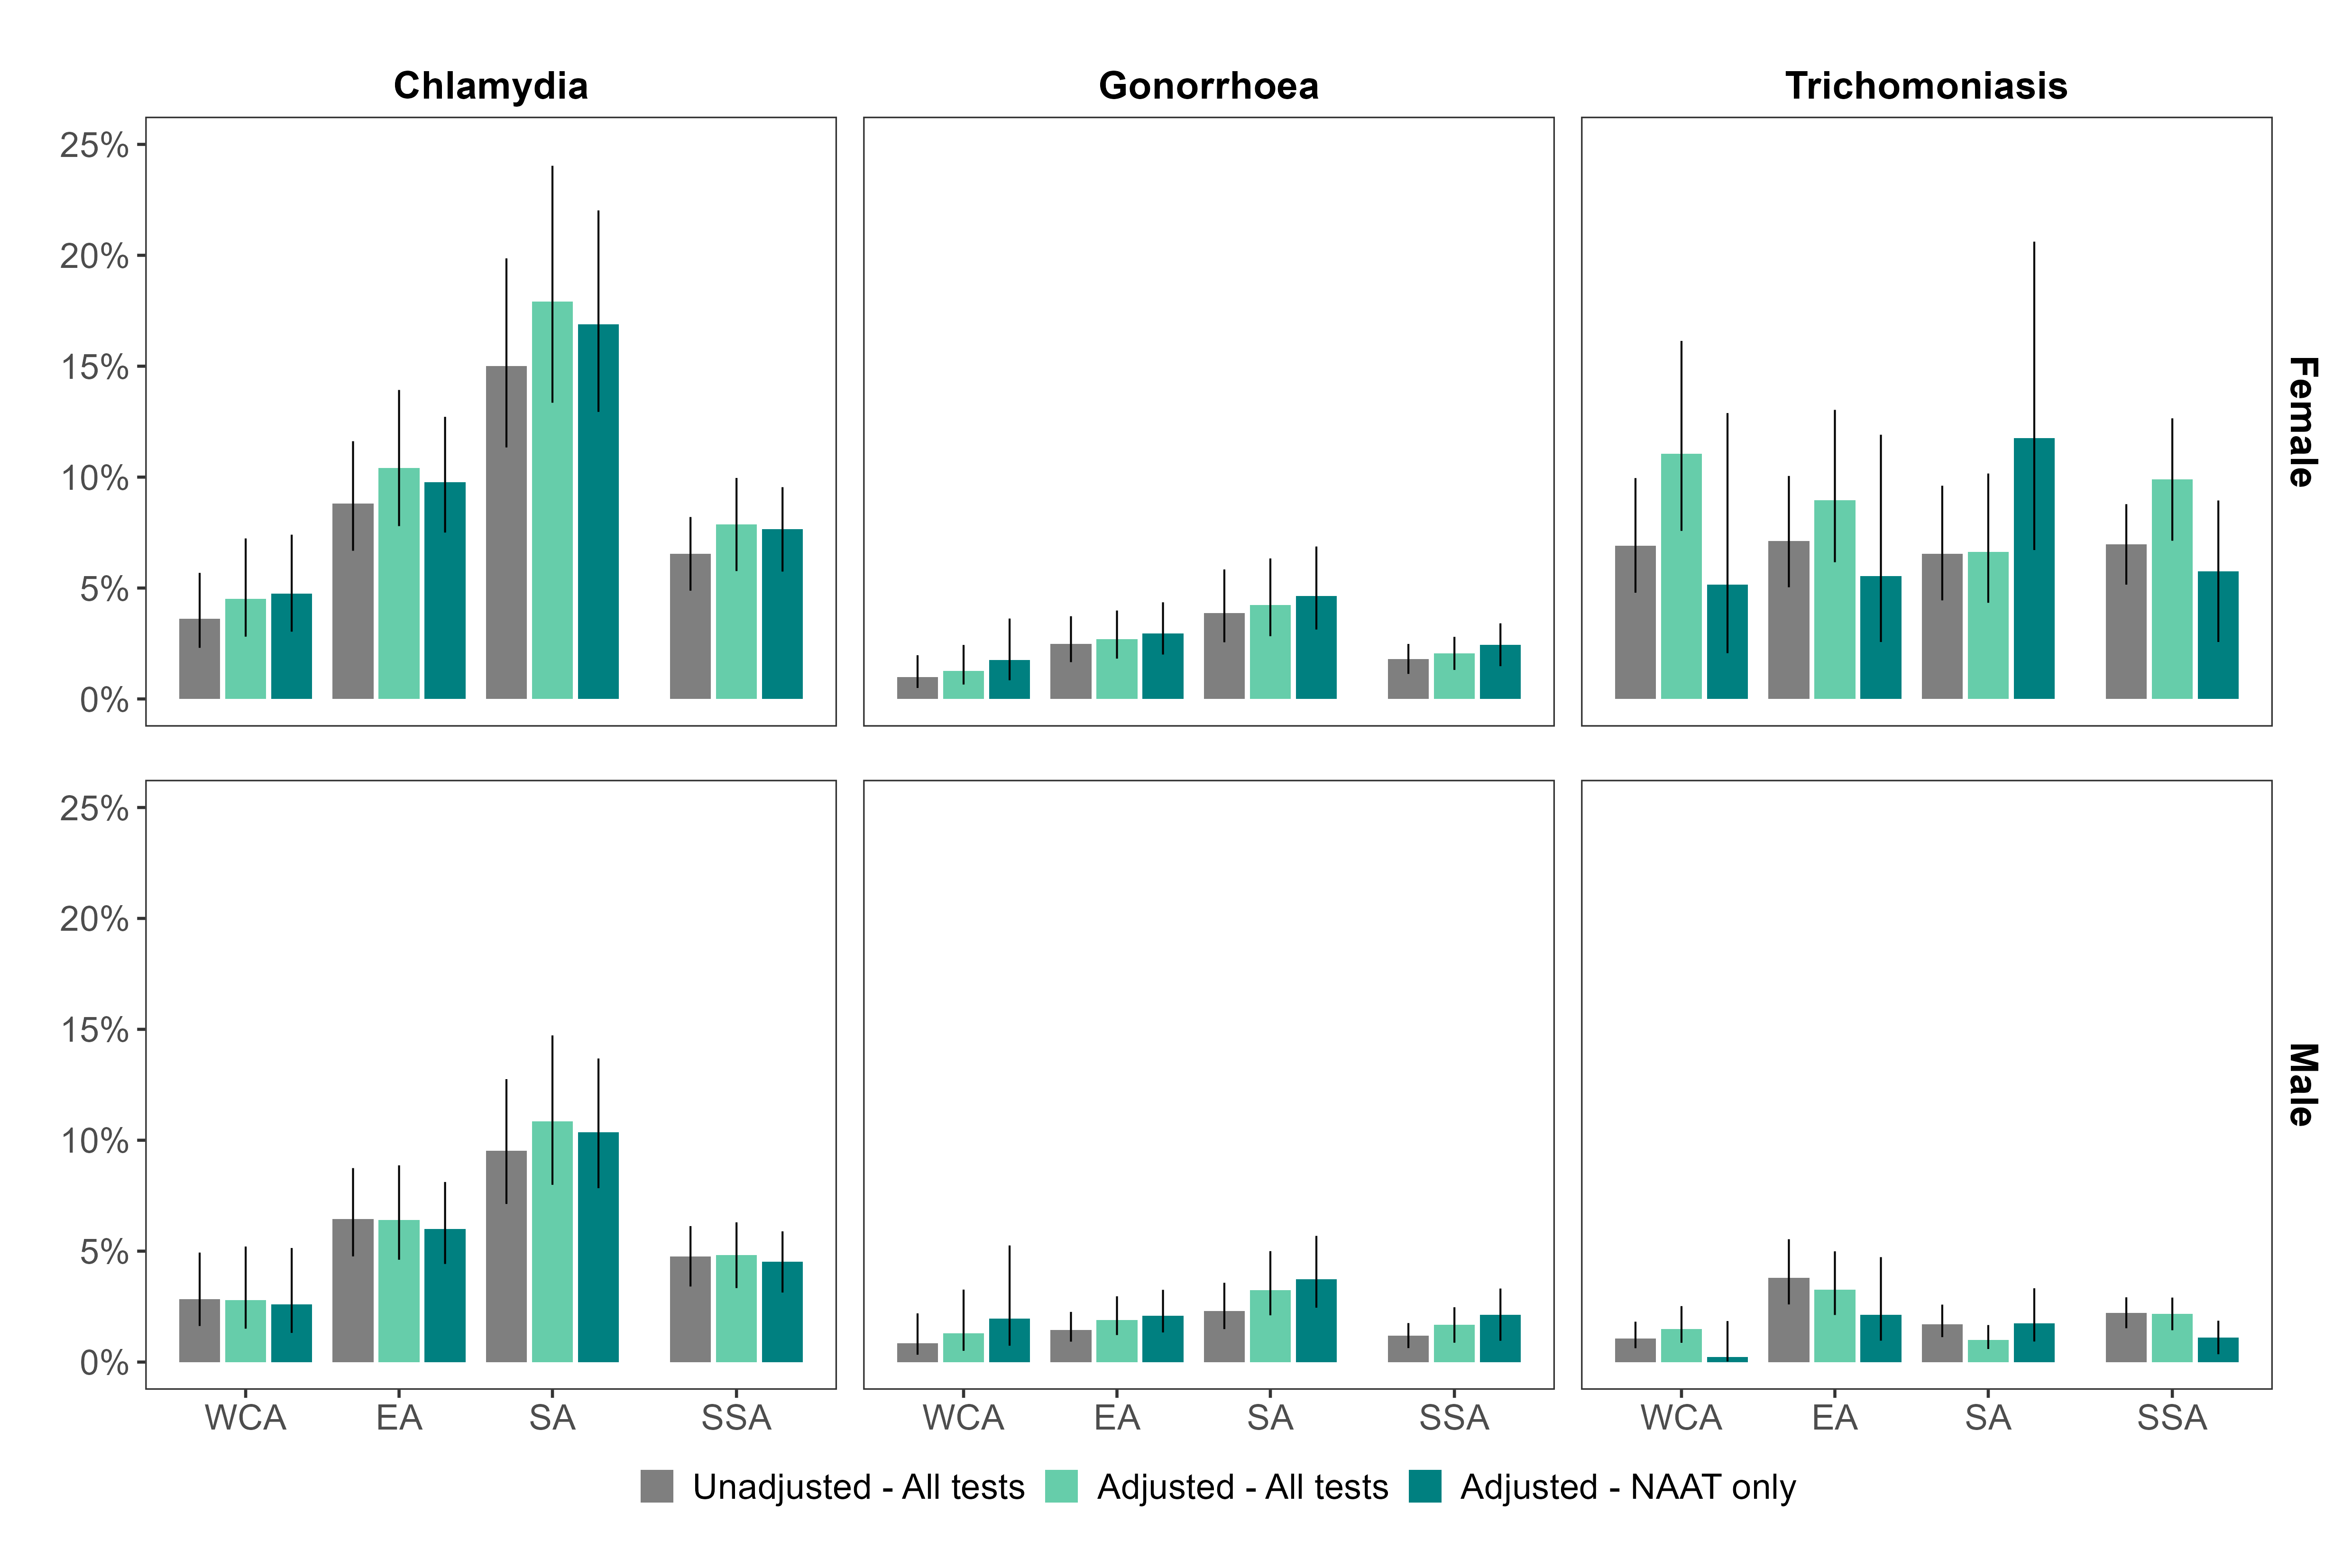 Chlamydia Gonorrhoea Trichomoniasis
25%
20%
15%
10%
5%
0%
Female
25%
20%
15%
10%
5%
0%
Male
WCA EA SA SSA WCA EA SA SSA WCA EA SA SSA
Unadjusted - All tests Adjusted - All tests Adjusted - NAAT only